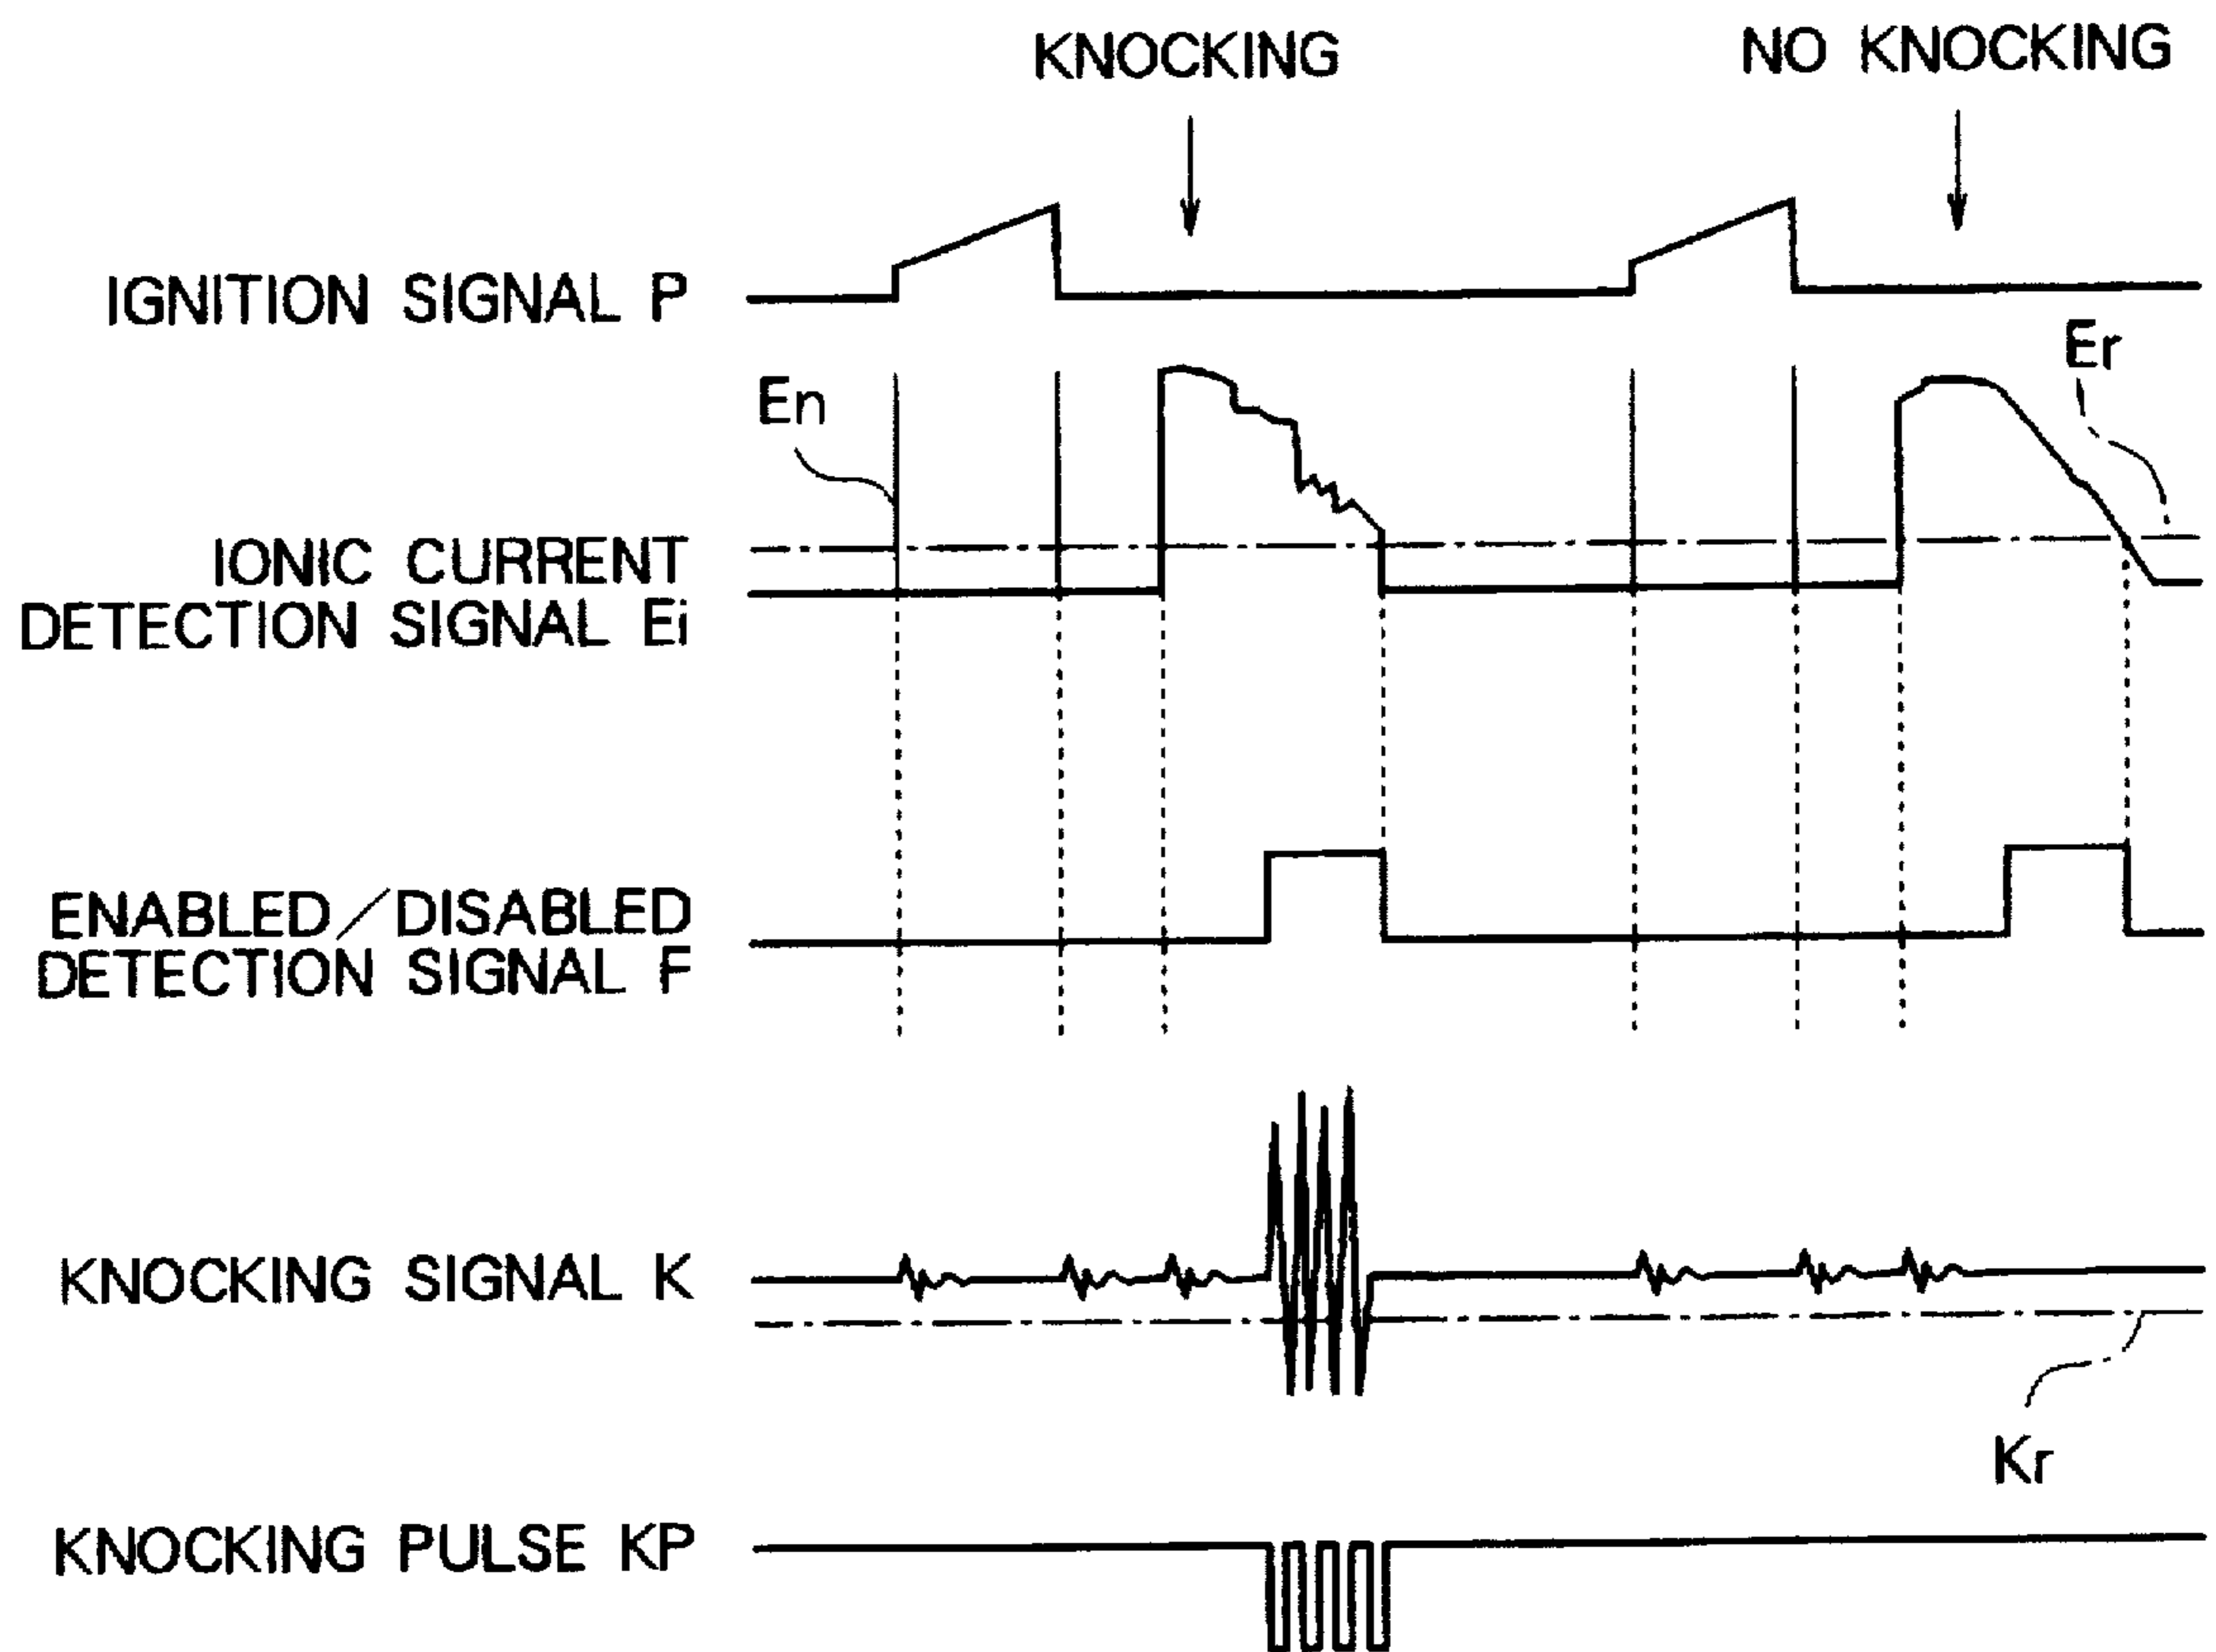 KNOCKING
NO KNOCKING
IGNITION SIGNAL P
Er
En
IONIC CURRENT
DETECTION SIGNAL Ei
ENABLED/DISABLED
DETECTION SIGNAL F
KNOCKING SIGNAL K
Kr
KNOCKING PULSE KP